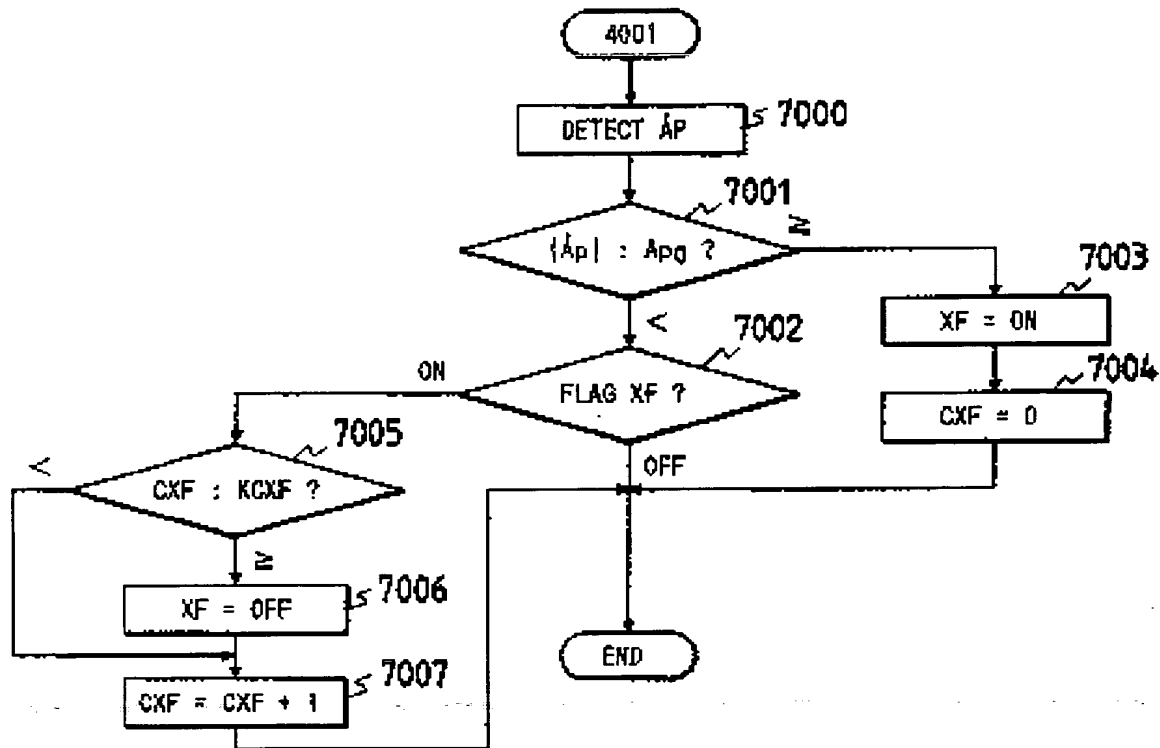 4001
DETECT ȦP
7000
7001
|Ȧp| : Apo ?
≧
7003
XF = ON
<
7002
FLAG XF ?
ON
7004
CXF = 0
7005
<
CXF : KCXF ?
OFF
≧
7006
XF = OFF
END
7007
CXF = CXF + 1